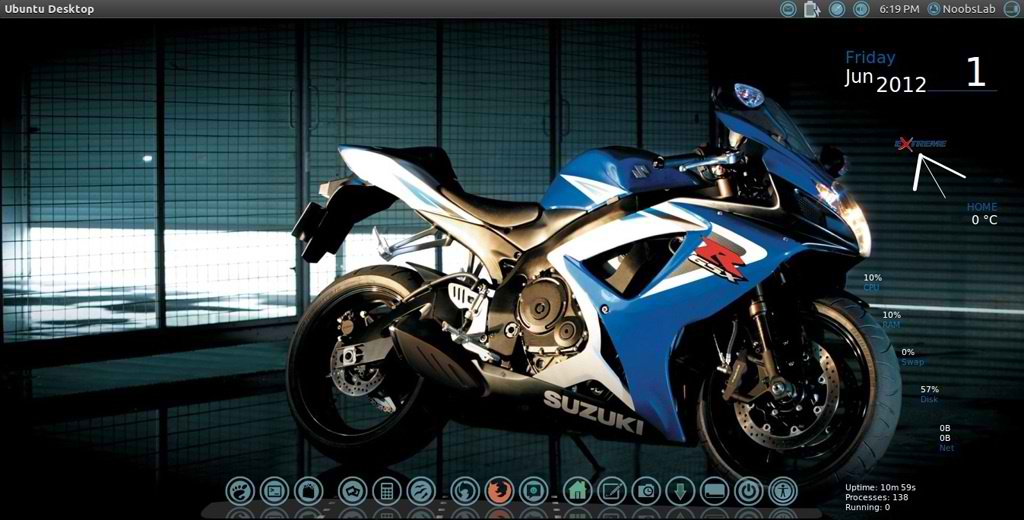 Ubuntu Desktop
6:19 PM NoobsLab
Friday
Jun 2012 1
EXTREME
HOME
0 °C
R
GSX
10%
CPU
10%
RAM
0%
Swap
57%
Disk
0B
0B
Net
SUZUKI
Uptime: 10m 59s
Processes: 138
Running: 0